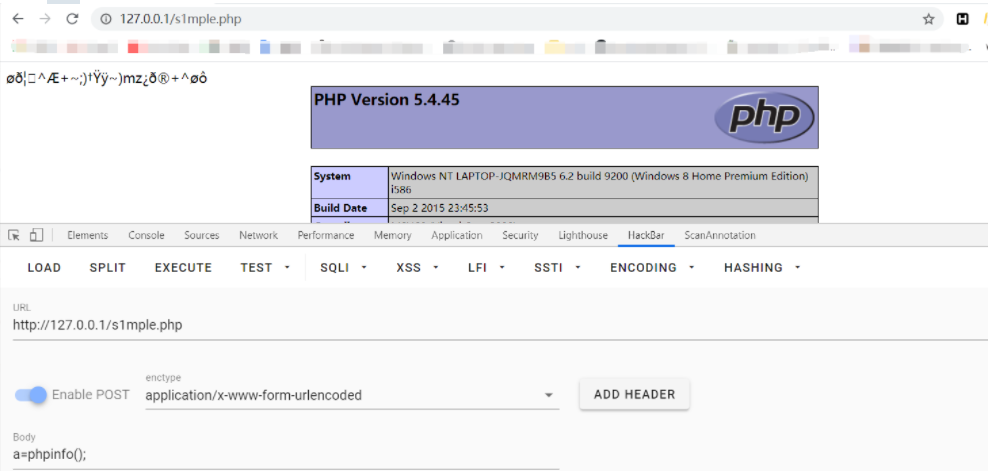 127.0.0.1/s1mple.php
H
øð¦□^Æ+~;)†Ÿÿ~)mz¿ð®+^øô
PHP Version 5.4.45
php
System
Windows NT LAPTOP-JQMRM9B5 6.2 build 9200 (Windows 8 Home Premium Edition)
i586
Build Date
Sep 2 2015 23:45:53
Elements Console Sources Network Performance Memory Application Security Lighthouse HackBar ScanAnnotation
LOAD SPLIT EXECUTE TEST SQLI XSS LFI SSTI ENCODING HASHING
URL
http://127.0.0.1/s1mple.php
Enable POST
enctype
application/x-www-form-urlencoded
ADD HEADER
Body
a=phpinfo();